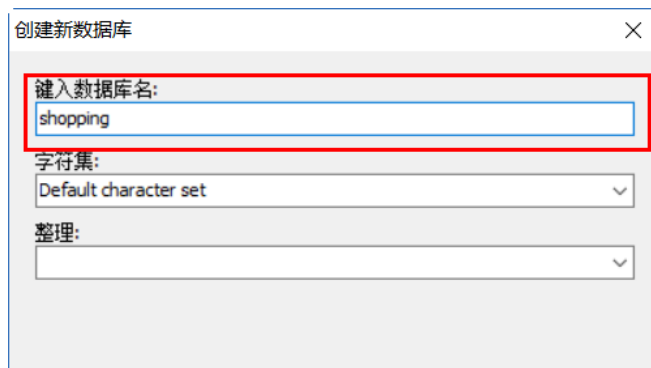 创建新数据库
键入数据库名:
shopping
字符集:
Default character set
整理: